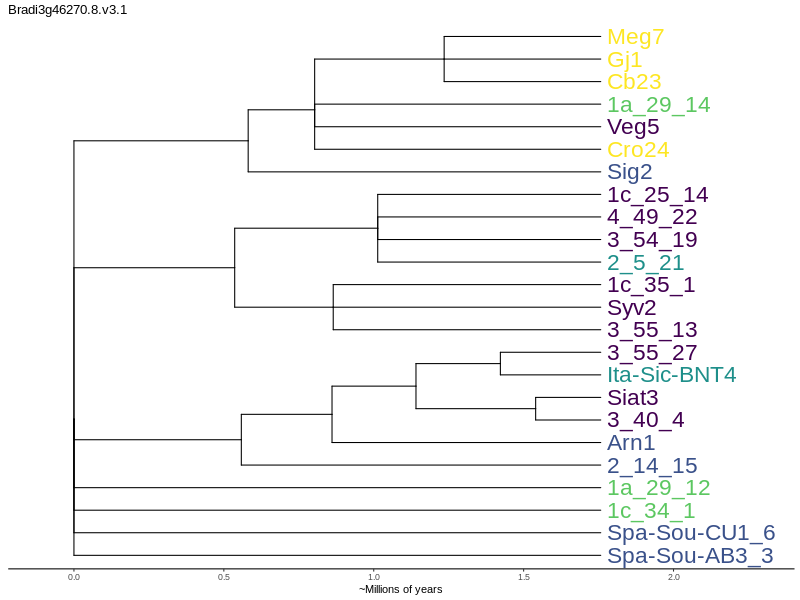 Bradi3g46270.8.v3.1
Meg7
Gj1
Cb23
1a_29_14
Veg5
Cro24
Sig2
1c_25_14
4_49_22
3_54_19
2_5_21
1c_35_1
Syv2
3_55_13
3_55_27
Ita-Sic-BNT4
Siat3
3_40_4
Arn1
2_14_15
1a_29_12
1c_34_1
Spa-Sou-CU1_6
Spa-Sou-AB3_3
0.0 0.5 1.0 1.5 2.0
~Millions of years